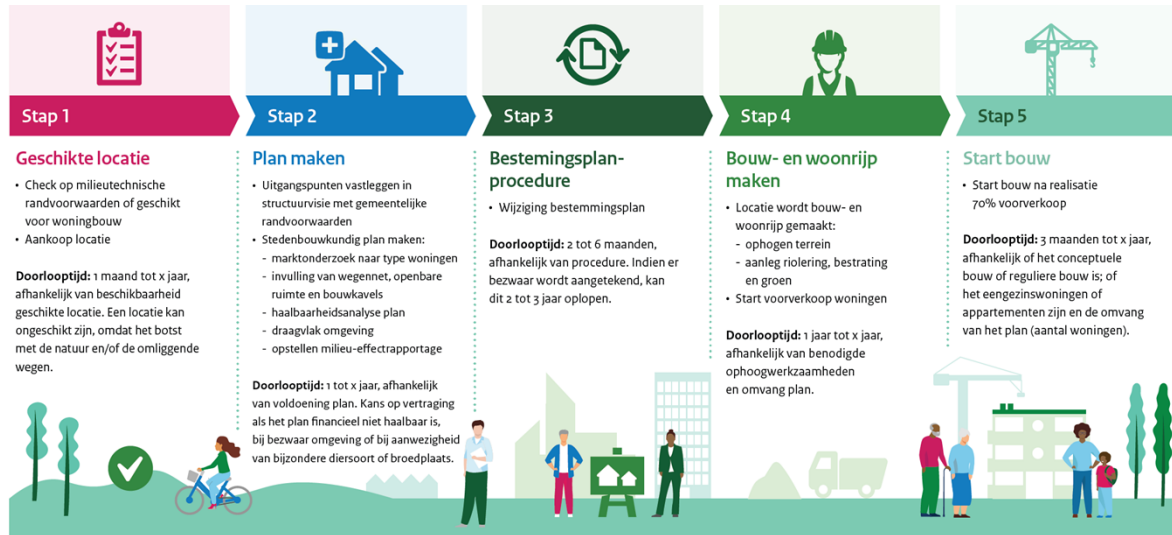 Stap 1
Geschikte locatie
• Check op milieutechnische
randvoorwaarden of geschikt
voor woningbouw
• Aankoop locatie
Doorlooptijd: 1 maand tot x jaar,
afhankelijk van beschikbaarheid
geschikte locatie. Een locatie kan
ongeschikt zijn, omdat het botst
met de natuur en/of de omliggende
wegen.
Stap 2
Plan maken
• Uitgangspunten vastleggen in
structuurvisie met gemeentelijke
randvoorwaarden
• Stedenbouwkundig plan maken:
- marktonderzoek naar type woningen
- invulling van wegennet, openbare
ruimte en bouwkavels
- haalbaarheidsanalyse plan
- draagvlak omgeving
- opstellen milieu-effectrapportage
Doorlooptijd: 1 tot x jaar, afhankelijk
van voldoening plan. Kans op vertraging
als het plan financieel niet haalbaar is,
bij bezwaar omgeving of bij aanwezigheid
van bijzondere diersoort of broedplaats.
Stap 3
Bestemingsplan-
procedure
• Wijziging bestemmingsplan
Doorlooptijd: 2 tot 6 maanden,
afhankelijk van procedure. Indien er
bezwaar wordt aangetekend, kan
dit 2 tot 3 jaar oplopen.
Stap 4
Bouw- en woonrijp
maken
• Locatie wordt bouw- en
woonrijp gemaakt:
- ophogen terrein
- aanleg riolering, bestrating
en groen
• Start voorverkoop woningen
Doorlooptijd: 1 jaar tot x jaar,
afhankelijk van benodigde
ophoogwerkzaamheden
en omvang plan.
Stap 5
Start bouw
• Start bouw na realisatie
70% voorverkoop
Doorlooptijd: 3 maanden tot x jaar,
afhankelijk of het conceptuele
bouw of reguliere bouw is; of
het eengezinswoningen of
appartementen zijn en de omvang
van het plan (aantal woningen).